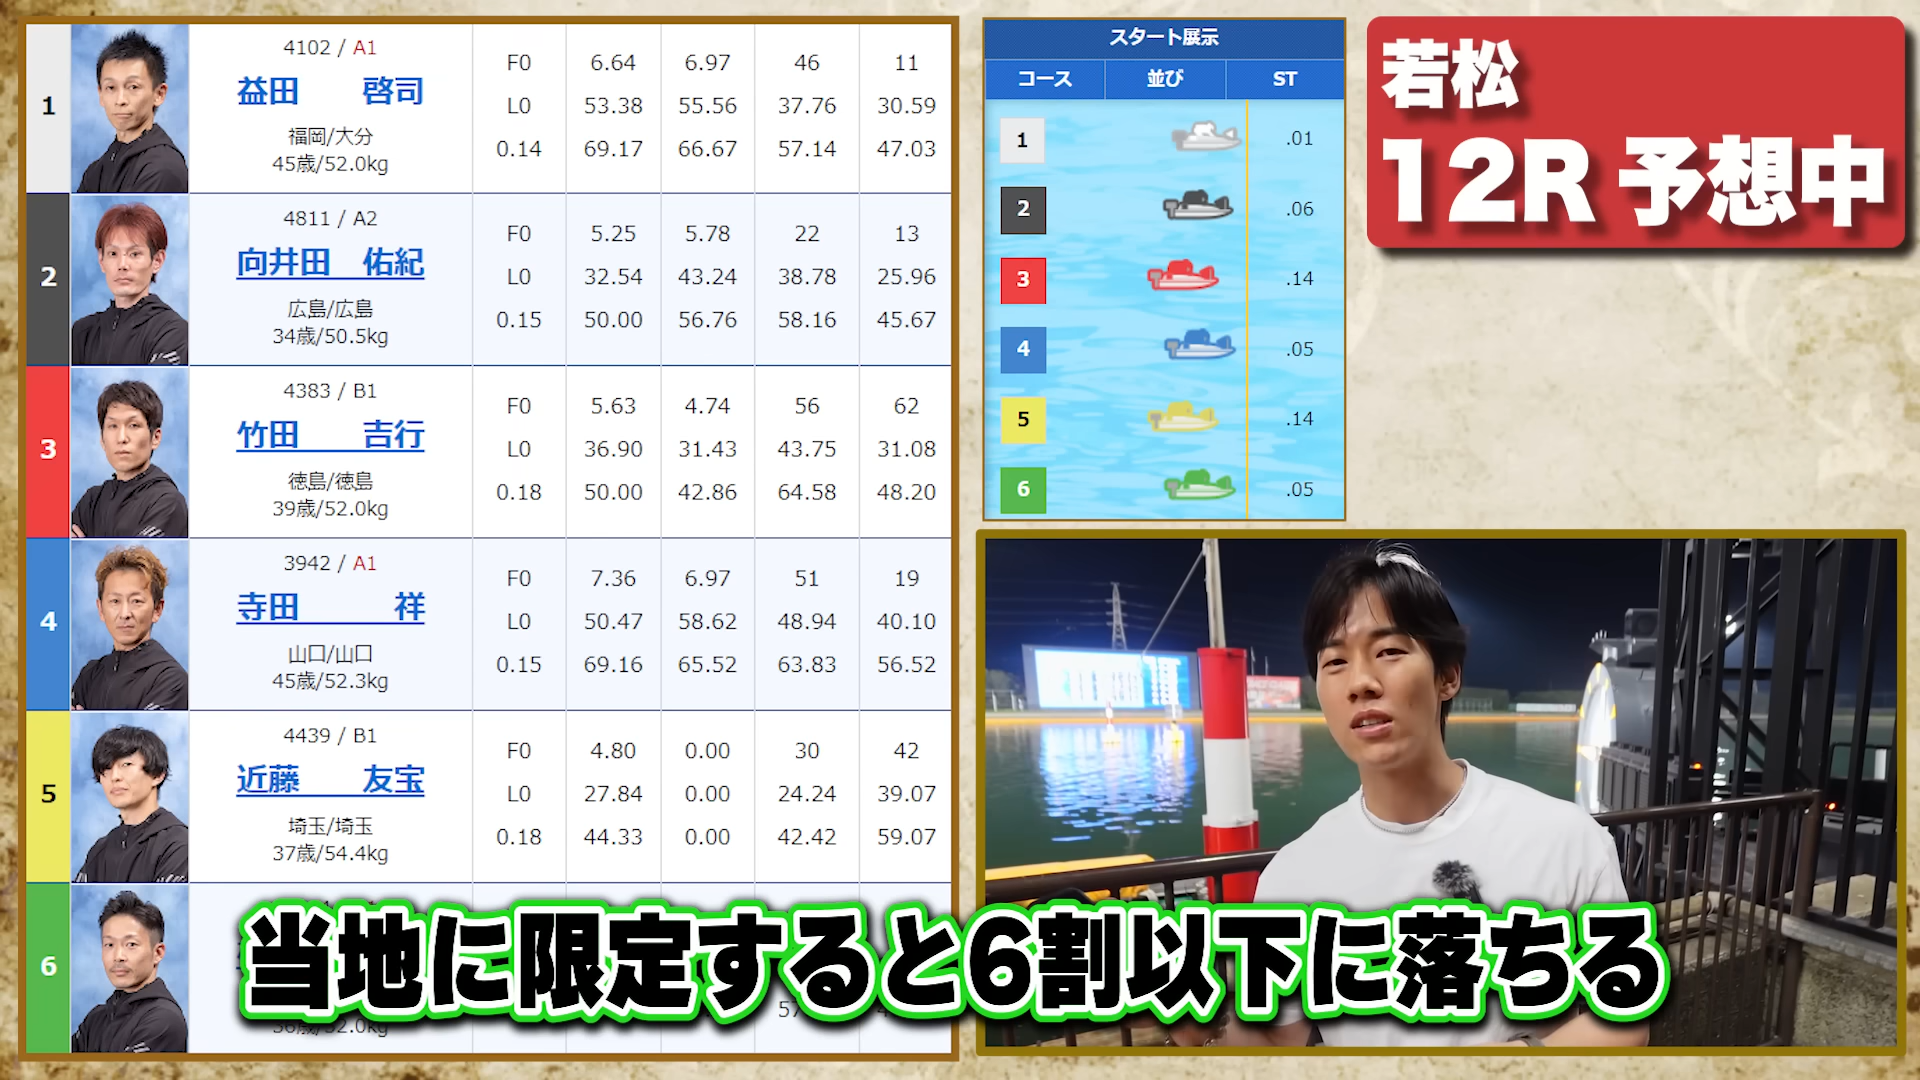 1
4102 / A1
益田 啓司
福岡/大分
45歳/52.0kg
F0 6.64 6.97 46 11
L0 53.38 55.56 37.76 30.59
0.14 69.17 66.67 57.14 47.03
2
4811 / A2
向井田 佑紀
広島/広島
34歳/50.5kg
F0 5.25 5.78 22 13
L0 32.54 43.24 38.78 25.96
0.15 50.00 56.76 58.16 45.67
3
4383 / B1
竹田 吉行
徳島/徳島
39歳/52.0kg
F0 5.63 4.74 56 62
L0 36.90 31.43 43.75 31.08
0.18 50.00 42.86 64.58 48.20
4
3942 / A1
寺田 祥
山口/山口
45歳/52.3kg
F0 7.36 6.97 51 19
L0 50.47 58.62 48.94 40.10
0.15 69.16 65.52 63.83 56.52
5
4439 / B1
近藤 友宝
埼玉/埼玉
37歳/54.4kg
F0 4.80 0.00 30 42
L0 27.84 0.00 24.24 39.07
0.18 44.33 0.00 42.42 59.07
6
スタート展示
コース 並び ST
1 .01
2 .06
3 .14
4 .05
5 .14
6 .05
若松
12R 予想中
当地に限定すると6割以下に落ちる